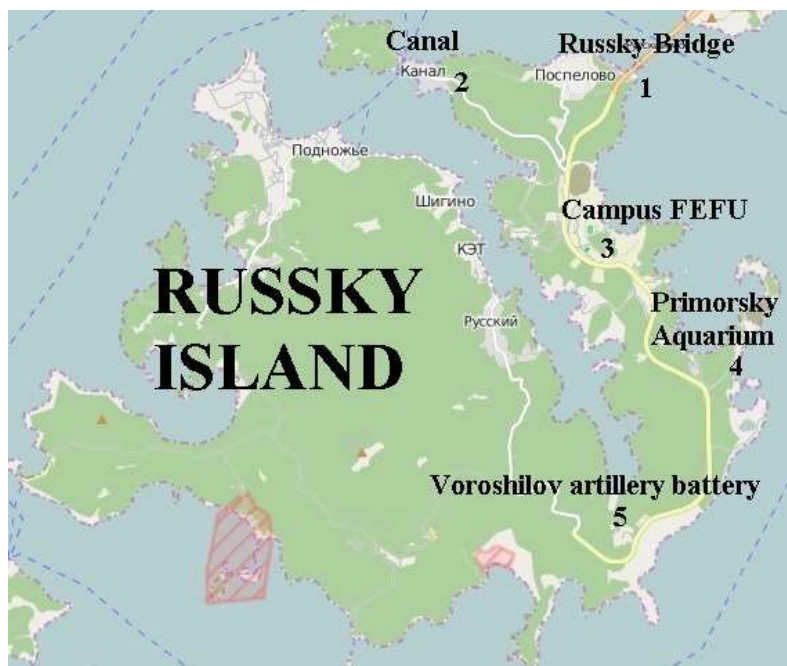 Canal
Russky Bridge
Канал
2
Поспелово
1
Подножье
Шигино
Campus FEFU
3
КЭТ
RUSSKY
ISLAND
Primorsky
Aquarium
4
Русский
Voroshilov artillery battery
5